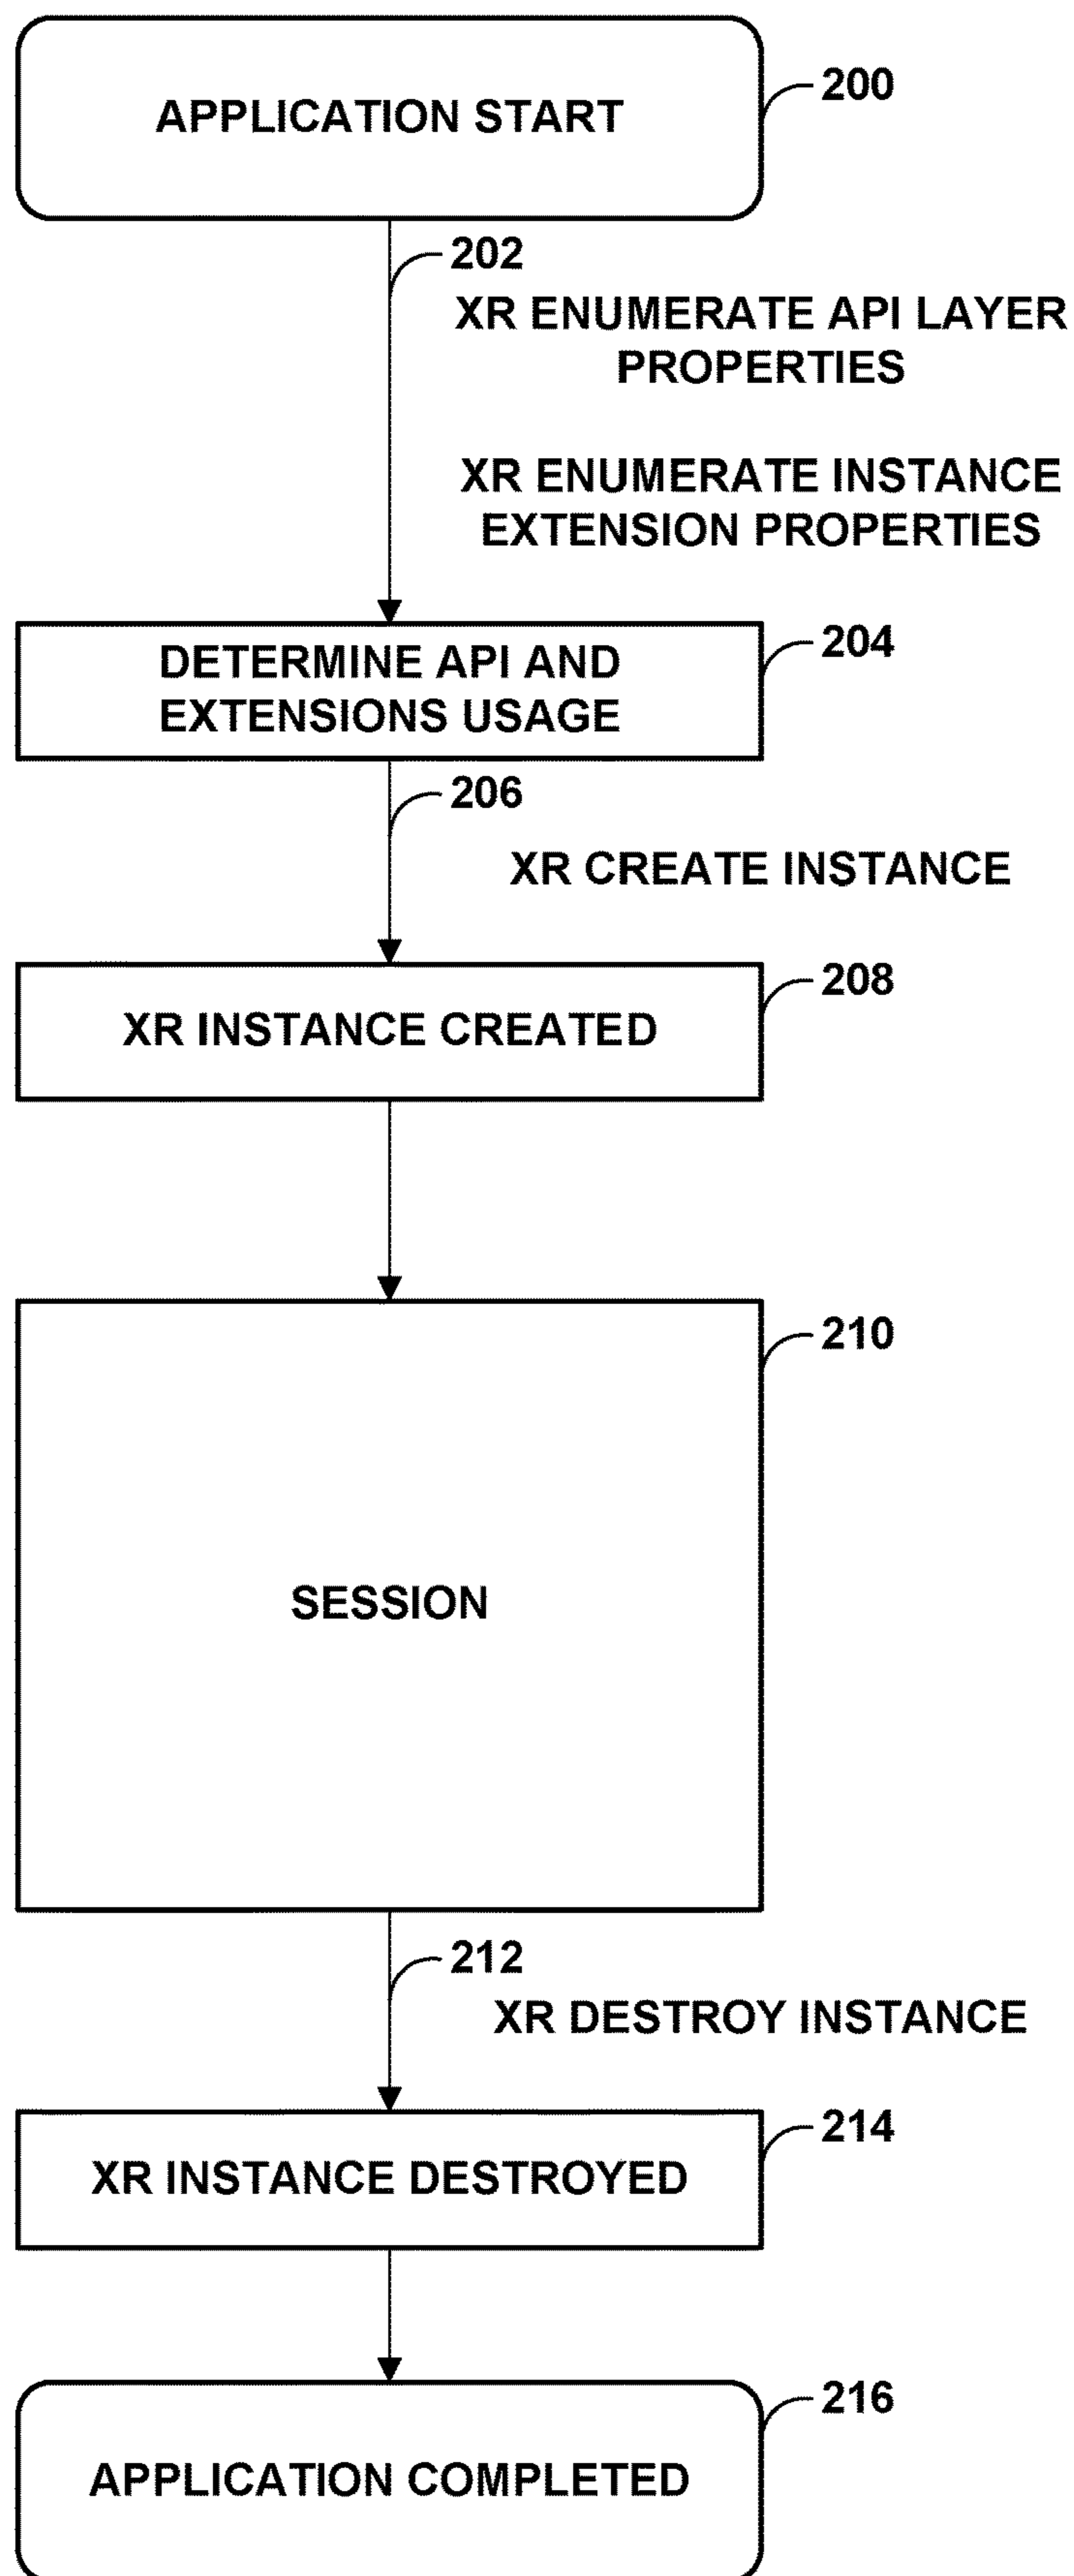 APPLICATION START
200
202
XR ENUMERATE API LAYER
PROPERTIES
XR ENUMERATE INSTANCE
EXTENSION PROPERTIES
DETERMINE API AND
EXTENSIONS USAGE
204
206
XR CREATE INSTANCE
XR INSTANCE CREATED
208
SESSION
210
212
XR DESTROY INSTANCE
XR INSTANCE DESTROYED
214
APPLICATION COMPLETED
216